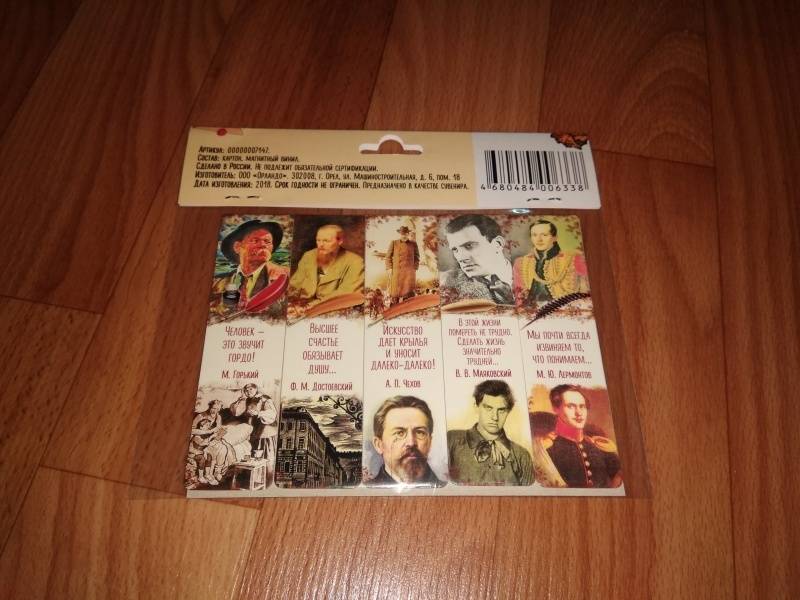 Артикул: 00000007147.
Состав: картон, магнитный винил.
Сделано в России. Не подлежит обязательной сертификации.
Изготовитель: ООО «Орландо». 302008, г. Орел, ул. Машиностроительная, д. 6, пом. 18
Дата изготовления: 2018. Срок годности не ограничен. Предназначено в качестве сувенира.
4 680484 006338
Человек –
это звучит
гордо!
М. Горький
Высшее
счастье
обязывает
душу...
Ф. М. Достоевский
Искусство
дает крылья
и уносит
далеко-далеко!
А. П. Чехов
В этой жизни
помереть не трудно.
Сделать жизнь
значительно
трудней...
В. В. Маяковский
Мы почти всегда
извиняем то,
что понимаем...
М. Ю. Лермонтов